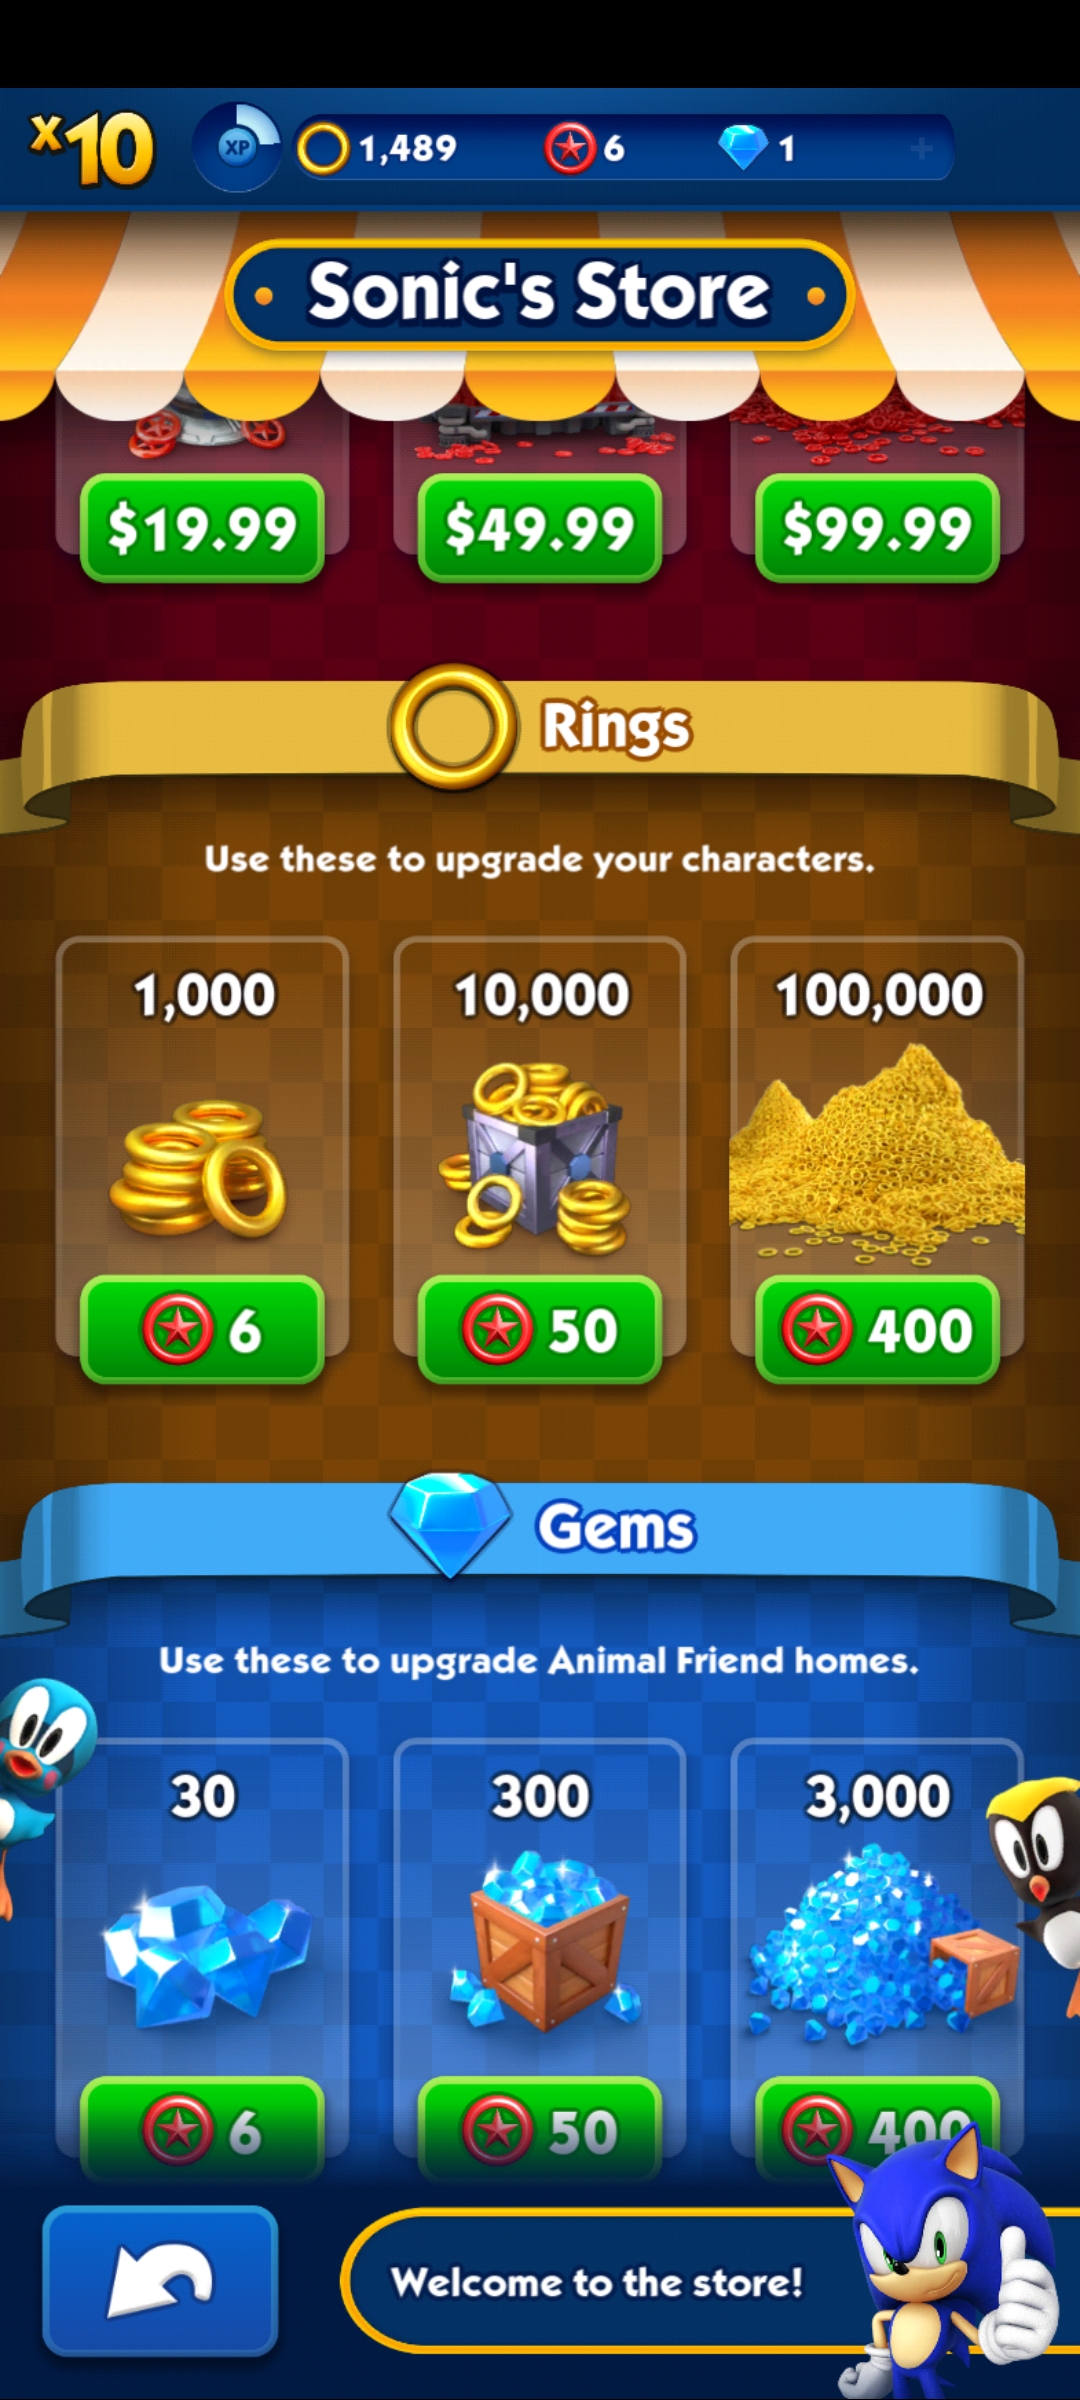 x10
XP
1,489
6
1
Sonic's Store
$19.99
$49.99
$99.99
Rings
Use these to upgrade your characters.
1,000
10,000
100,000
6
50
400
Gems
Use these to upgrade Animal Friend homes.
30
300
3,000
6
50
400
Welcome to the store!